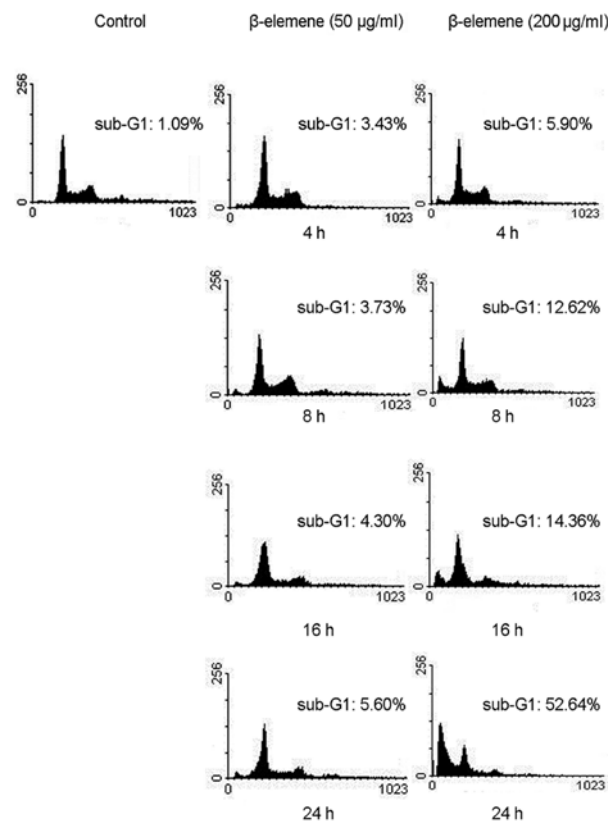 Control β-elemene (50 μg/ml) β-elemene (200 μg/ml)
256 256 256
sub-G1: 1.09% sub-G1: 3.43% sub-G1: 5.90%
0 0 0
0 1023 0 1023 0 1023
4 h 4 h
256 256
sub-G1: 3.73% sub-G1: 12.62%
0 0
0 1023 0 1023
8 h 8 h
256 256
sub-G1: 4.30% sub-G1: 14.36%
0 0
0 1023 0 1023
16 h 16 h
256 256
sub-G1: 5.60% sub-G1: 52.64%
0 0
0 1023 0 1023
24 h 24 h